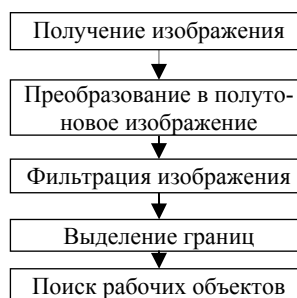 Получение изображения
Преобразование в полуто-
новое изображение
Фильтрация изображения
Выделение границ
Поиск рабочих объектов